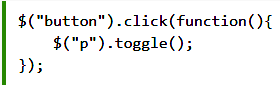 $("button").click(function(){
    $("p").toggle();
});